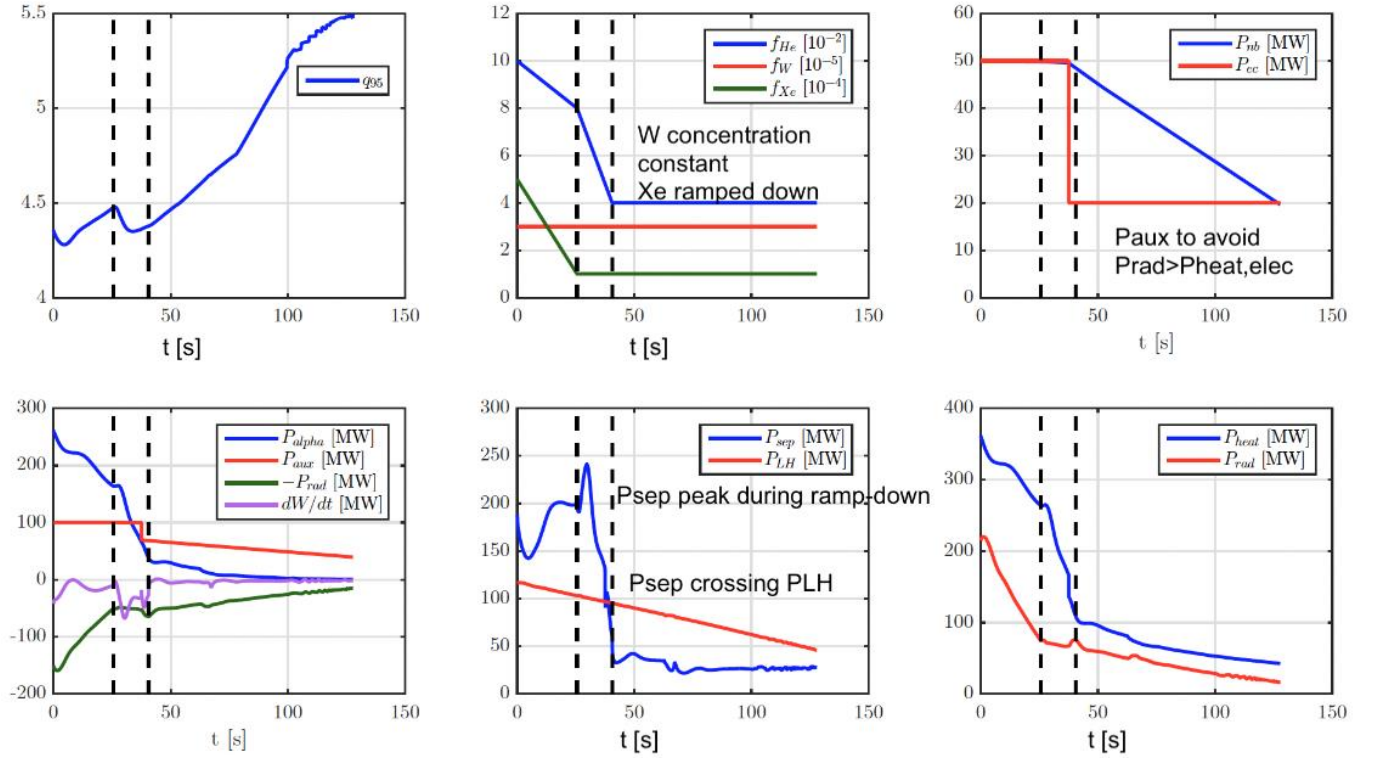 5.5
5
4.5
4
q95
0
50
100
150
t [s]
12
10
8
6
4
2
0
fHe [10-2]
fW [10-5]
fXe [10-4]
W concentration
constant
Xe ramped down
0
50
100
150
t [s]
60
50
40
30
20
10
0
Pnb [MW]
Pec [MW]
Paux to avoid
Prad>Pheat,elec
0
50
100
150
t [s]
300
200
100
0
-100
-200
Palpha [MW]
Paux [MW]
-Prad [MW]
dW/dt [MW]
0
50
100
150
t [s]
300
250
200
150
100
50
0
Psep [MW]
PLH [MW]
Psep peak during ramp-down
Psep crossing PLH
0
50
100
150
t [s]
400
300
200
100
0
Pheat [MW]
Prad [MW]
0
50
100
150
t [s]